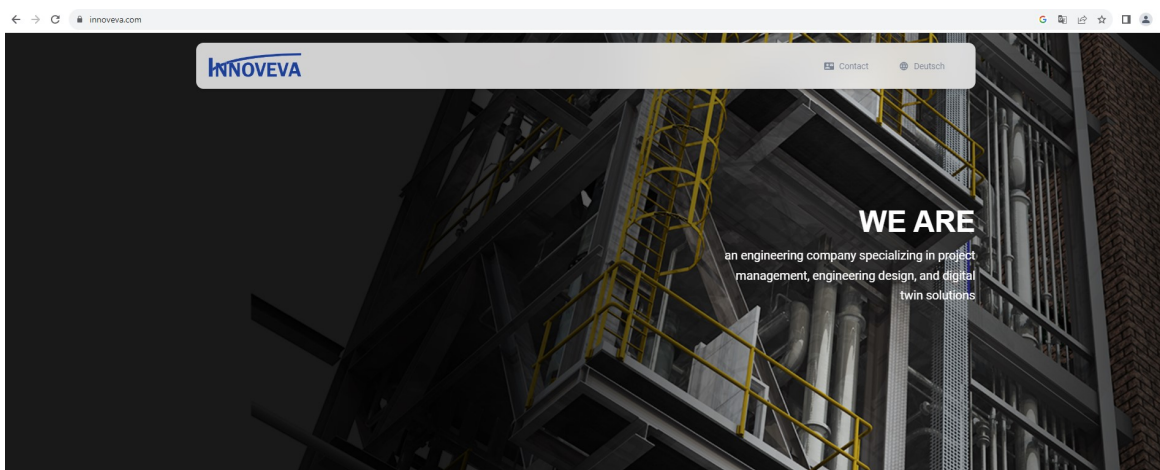 innoveva.com
INNOVEVA
Contact
Deutsch
WE ARE
an engineering company specializing in project
management, engineering design, and digital
twin solutions